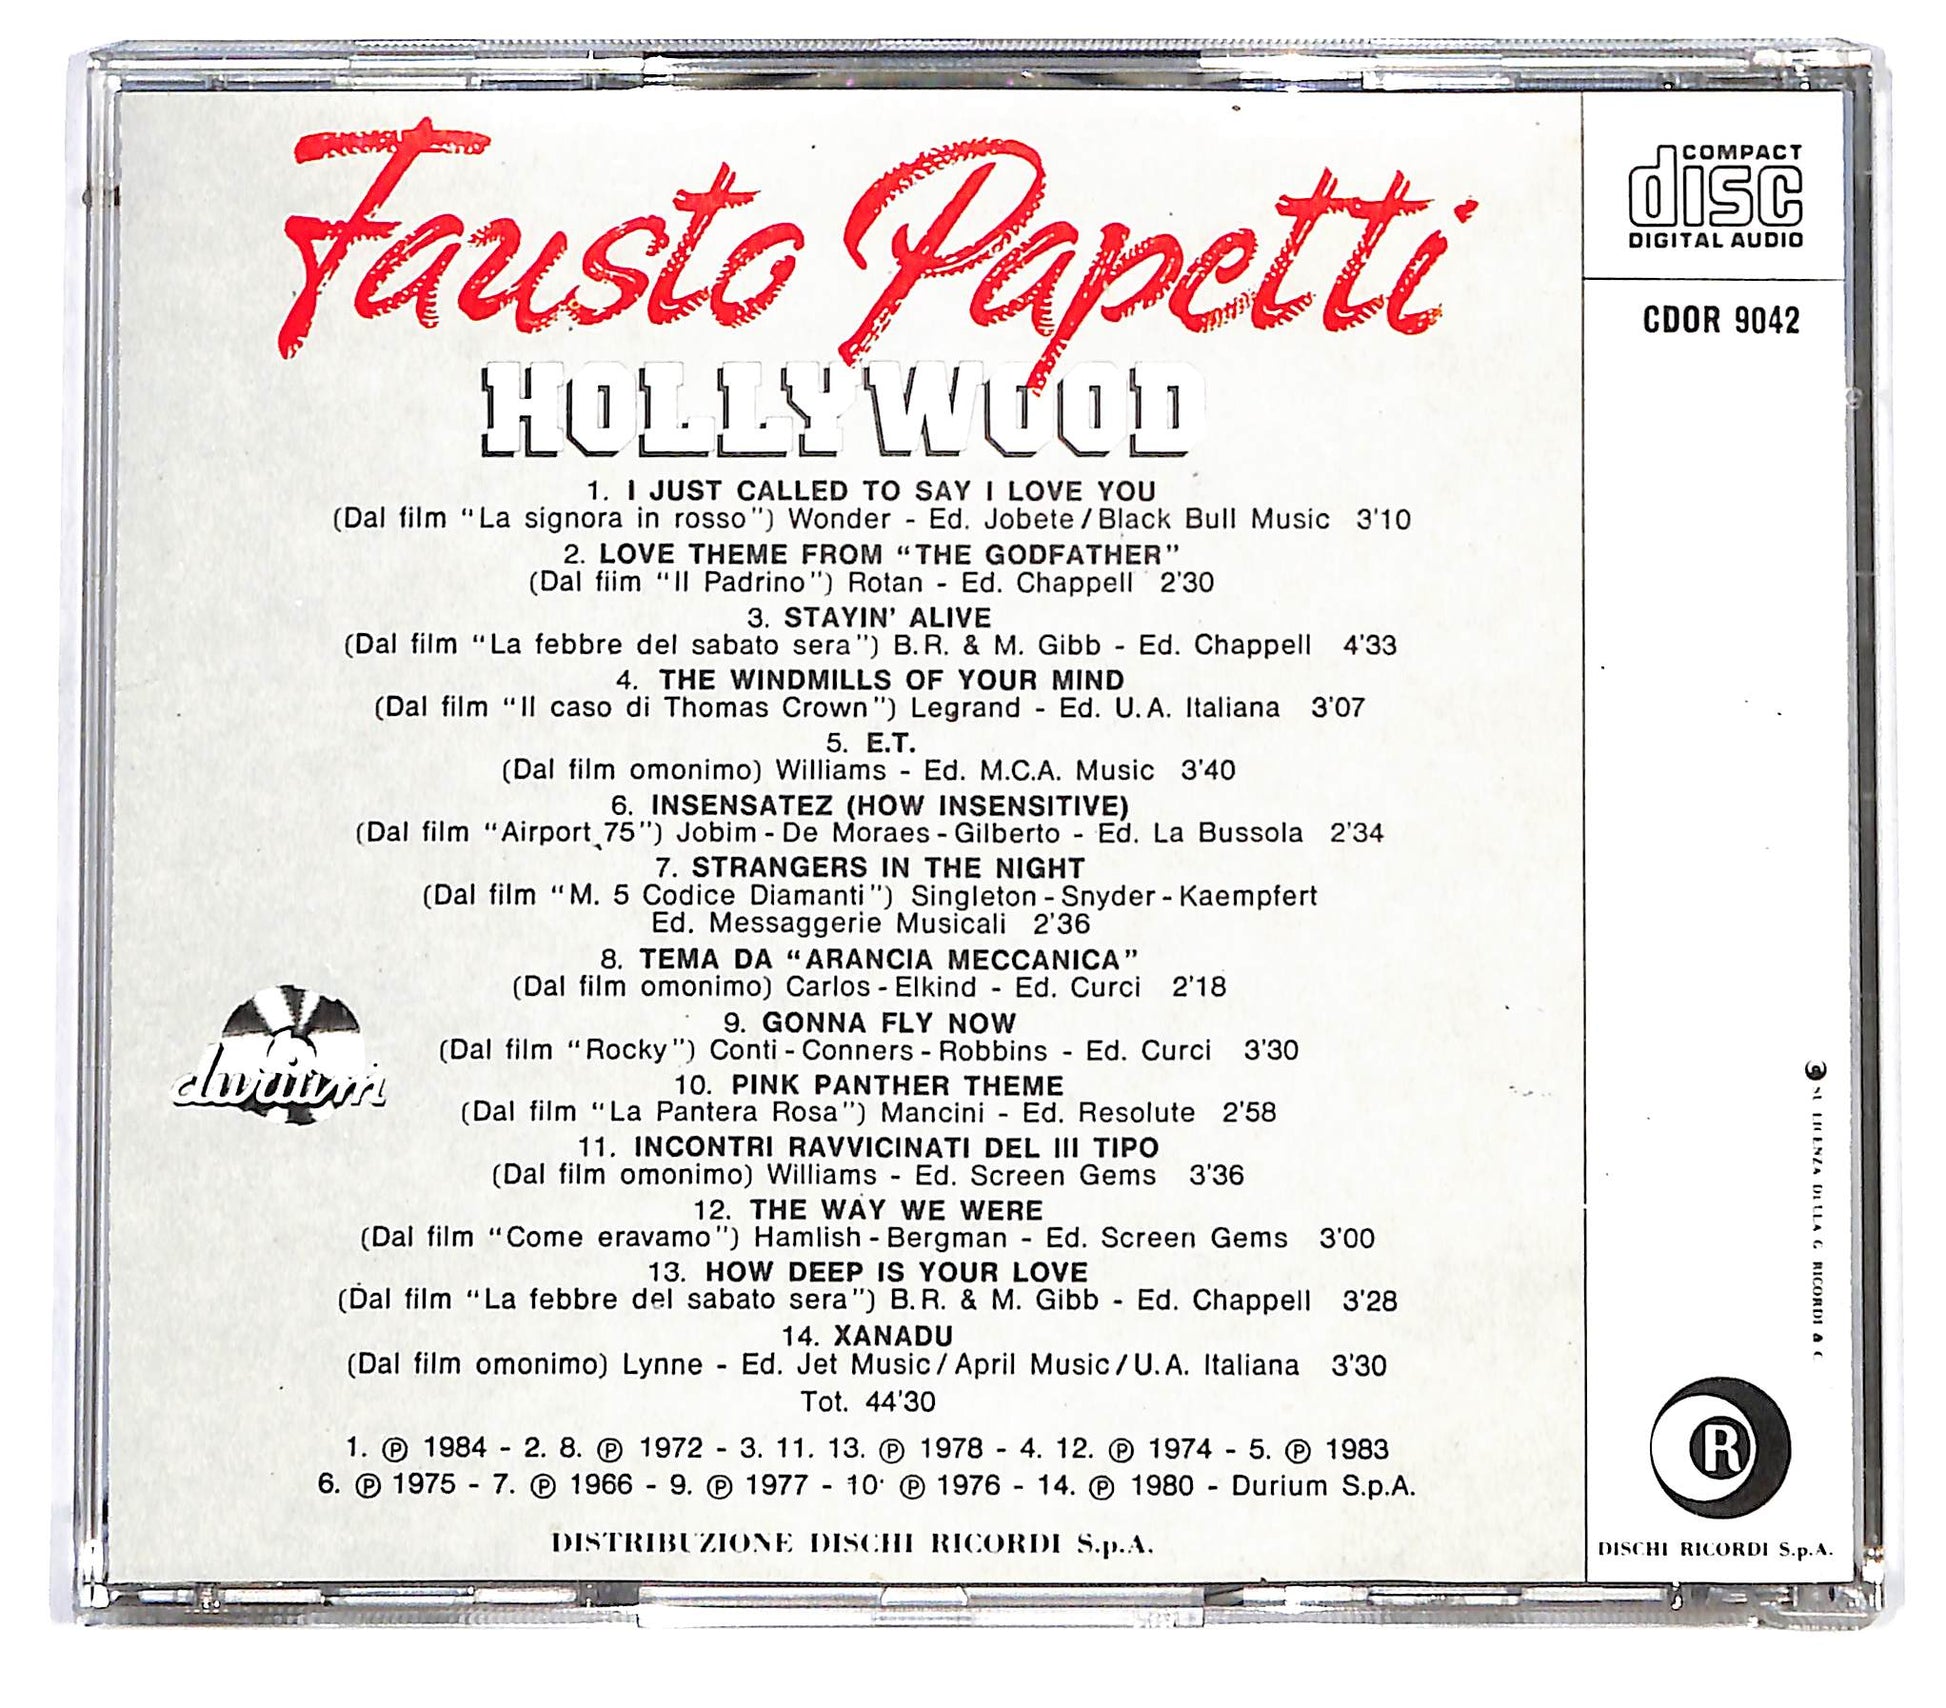 Fausto Papetti
HOLLYWOOD
1. I JUST CALLED TO SAY I LOVE YOU
(Dal film “La signora in rosso”) Wonder - Ed. Jobete/Black Bull Music 3'10
2. LOVE THEME FROM “THE GODFATHER”
(Dal fiim “Il Padrino”) Rotan - Ed. Chappell 2'30
3. STAYIN' ALIVE
(Dal film “La febbre del sabato sera”) B.R. & M. Gibb - Ed. Chappell 4'33
4. THE WINDMILLS OF YOUR MIND
(Dal film “Il caso di Thomas Crown”) Legrand - Ed. U.A. Italiana 3'07
5. E.T.
(Dal film omonimo) Williams - Ed. M.C.A. Music 3'40
6. INSENSATEZ (HOW INSENSITIVE)
(Dal film “Airport 75”) Jobim - De Moraes - Gilberto - Ed. La Bussola 2'34
7. STRANGERS IN THE NIGHT
(Dal film “M. 5 Codice Diamanti”) Singleton - Snyder - Kaempfert
Ed. Messaggerie Musicali 2'36
8. TEMA DA “ARANCIA MECCANICA”
(Dal film omonimo) Carlos - Elkind - Ed. Curci 2'18
9. GONNA FLY NOW
(Dal film “Rocky”) Conti - Conners - Robbins - Ed. Curci 3'30
10. PINK PANTHER THEME
(Dal film “La Pantera Rosa”) Mancini - Ed. Resolute 2'58
11. INCONTRI RAVVICINATI DEL III TIPO
(Dal film omonimo) Williams - Ed. Screen Gems 3'36
12. THE WAY WE WERE
(Dal film “Come eravamo”) Hamlish - Bergman - Ed. Screen Gems 3'00
13. HOW DEEP IS YOUR LOVE
(Dal film “La febbre del sabato sera”) B.R. & M. Gibb - Ed. Chappell 3'28
14. XANADU
(Dal film omonimo) Lynne - Ed. Jet Music/April Music/U.A. Italiana 3'30
Tot. 44'30
1. ℗ 1984 - 2. 8. ℗ 1972 - 3. 11. 13. ℗ 1978 - 4. 12. ℗ 1974 - 5. ℗ 1983
6. ℗ 1975 - 7. ℗ 1966 - 9. ℗ 1977 - 10. ℗ 1976 - 14. ℗ 1980 - Durium S.p.A.
DISTRIBUZIONE DISCHI RICORDI S.p.A.
durium
COMPACT
disc
DIGITAL AUDIO
CDOR 9042
SU LICENZA DELLA G. RICORDI & C
R
DISCHI RICORDI S.p.A.